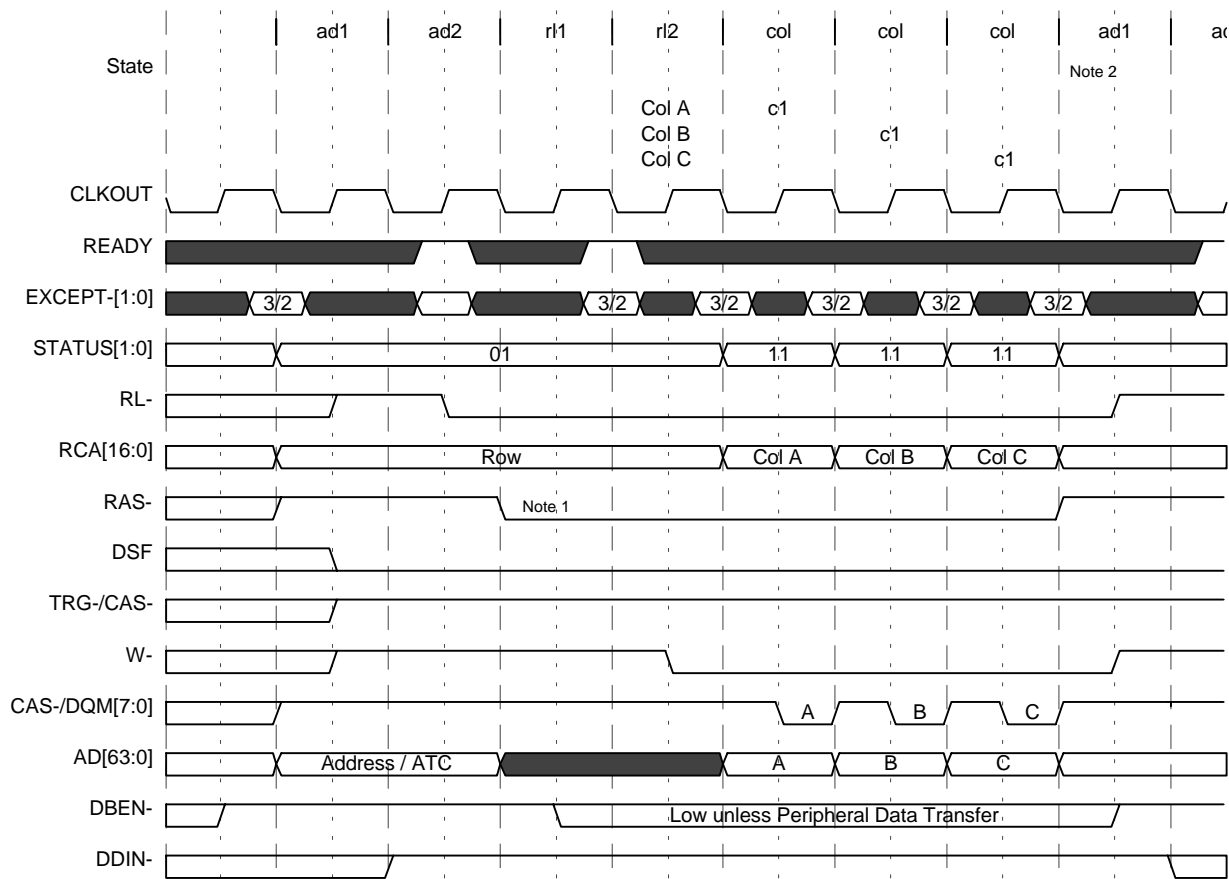 ad1 ad2 rl1 rl2 col col col ad1
State Note 2
Col A c1
Col B c1
Col C c1
CLKOUT
READY
EXCEPT-[1:0] 3/2 3/2 3/2 3/2 3/2 3/2
STATUS[1:0] 01 11 11 11
RL-
RCA[16:0] Row Col A Col B Col C
RAS- Note 1
DSF
TRG-/CAS-
W-
CAS-/DQM[7:0] A B C
AD[63:0] Address / ATC A B C
DBEN- Low unless Peripheral Data Transfer
DDIN-